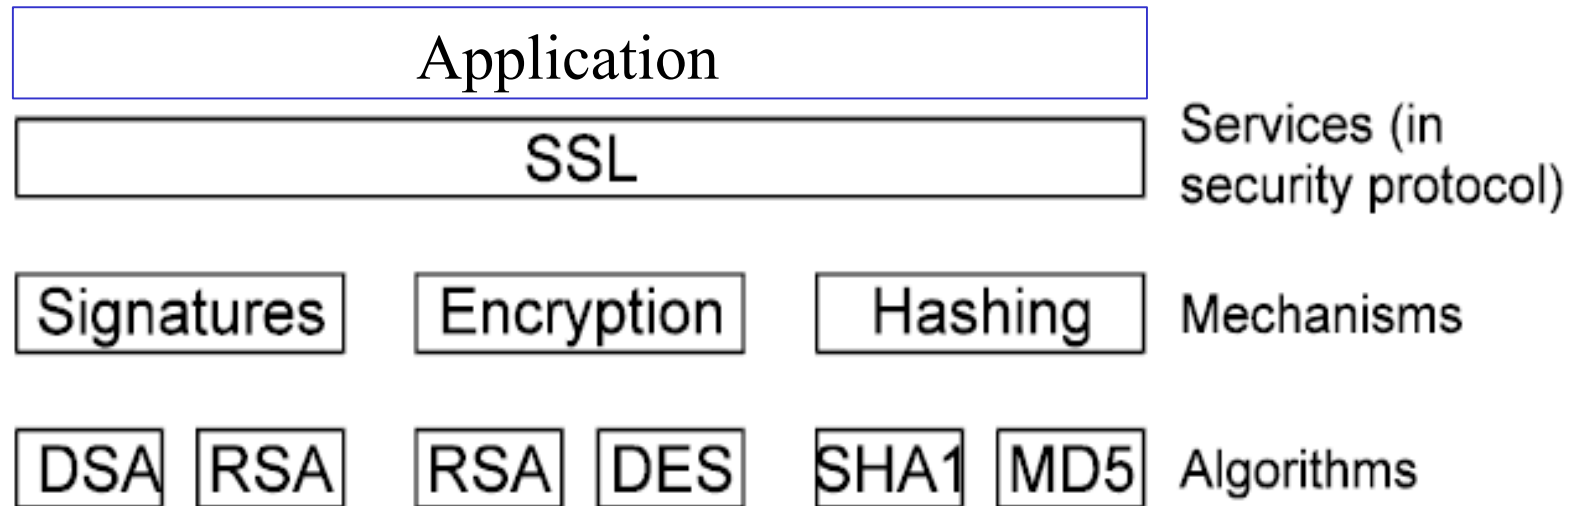 Application
SSL
Services (in
security protocol)
Signatures
Encryption
Hashing
Mechanisms
DSA
RSA
RSA
DES
SHA1
MD5
Algorithms